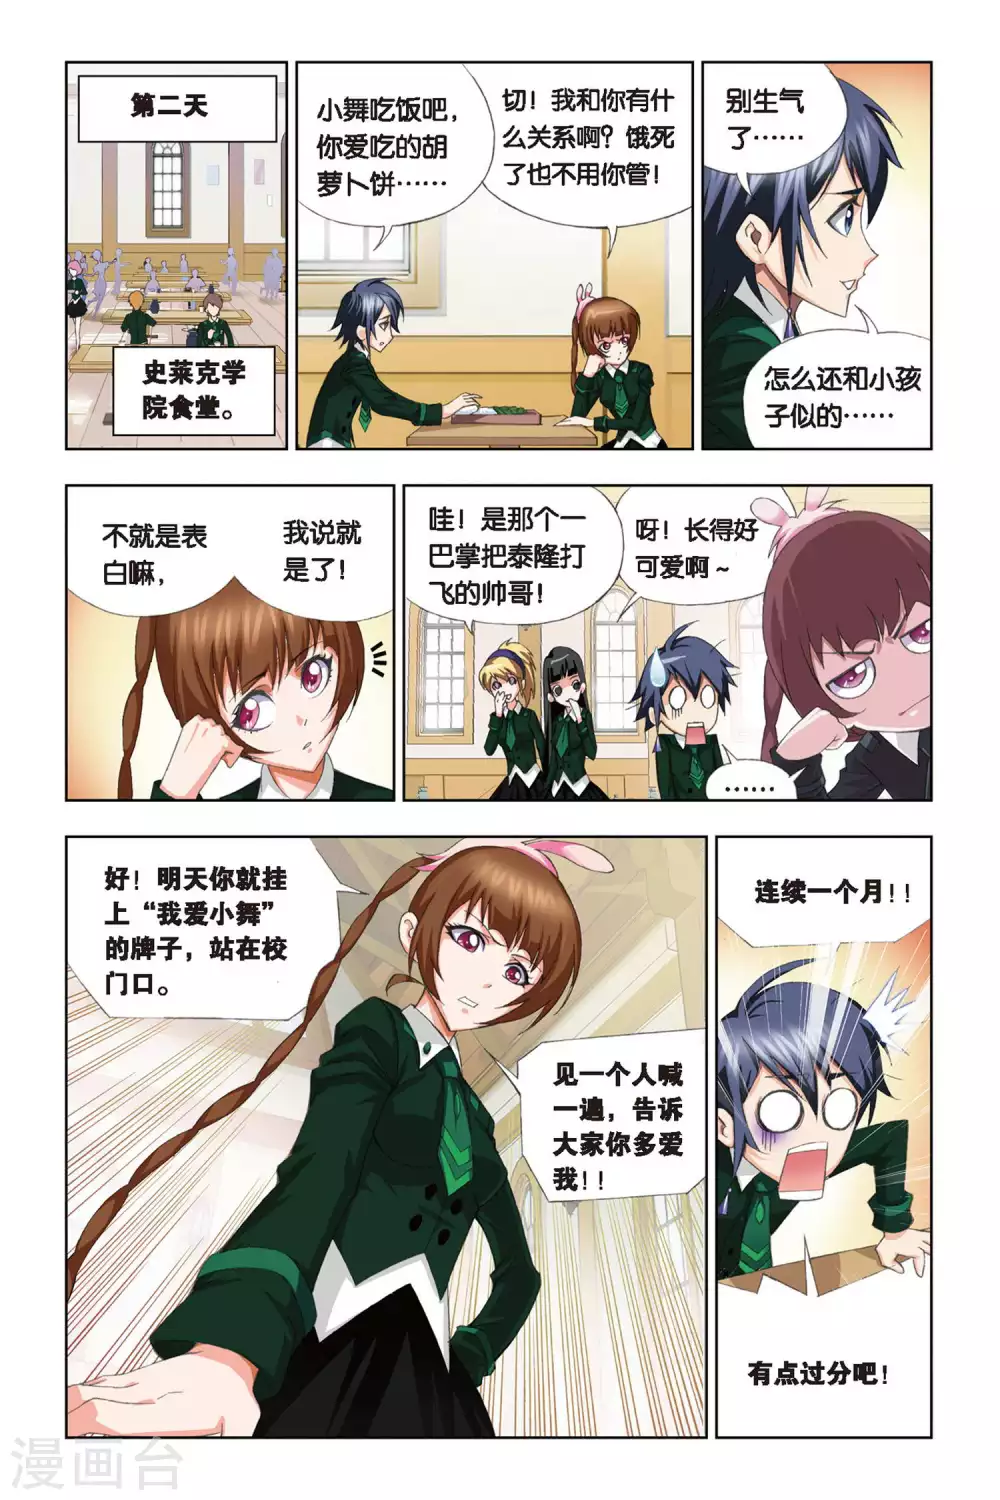 第二天
史莱克学
院食堂。
小舞吃饭吧，
你爱吃的胡
萝卜饼……
切！我和你有什
么关系啊？饿死
了也不用你管！
别生气
了……
怎么还和小孩
子似的……
不就是表
白嘛，
我说就
是了！
哇！是那个一
巴掌把泰隆打
飞的帅哥！
呀！长得好
可爱啊～
……
好！明天你就挂
上“我爱小舞”
的牌子，站在校
门口。
见一个人喊
一遍，告诉
大家你多爱
我！！
连续一个月！！
有点过分吧！
漫画台